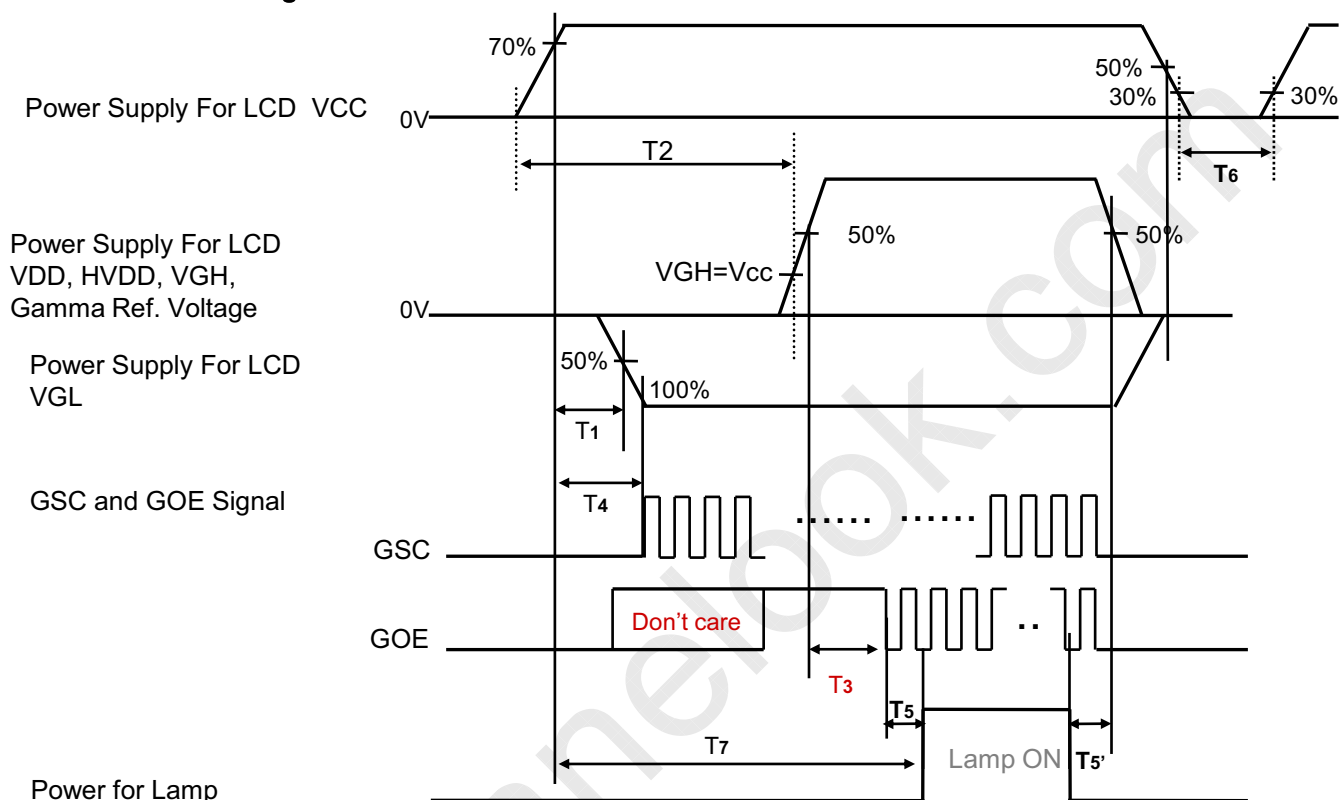 70%
50%
30%
30%
Power Supply For LCD VCC
0V
T2
T6
Power Supply For LCD
VDD, HVDD, VGH,
Gamma Ref. Voltage
50%
50%
VGH=Vcc
0V
Power Supply For LCD
VGL
50%
100%
T1
T4
GSC and GOE Signal
GSC
GOE
Don't care
T3
T5
T7
Lamp ON
T5'
Power for Lamp
nelook.com